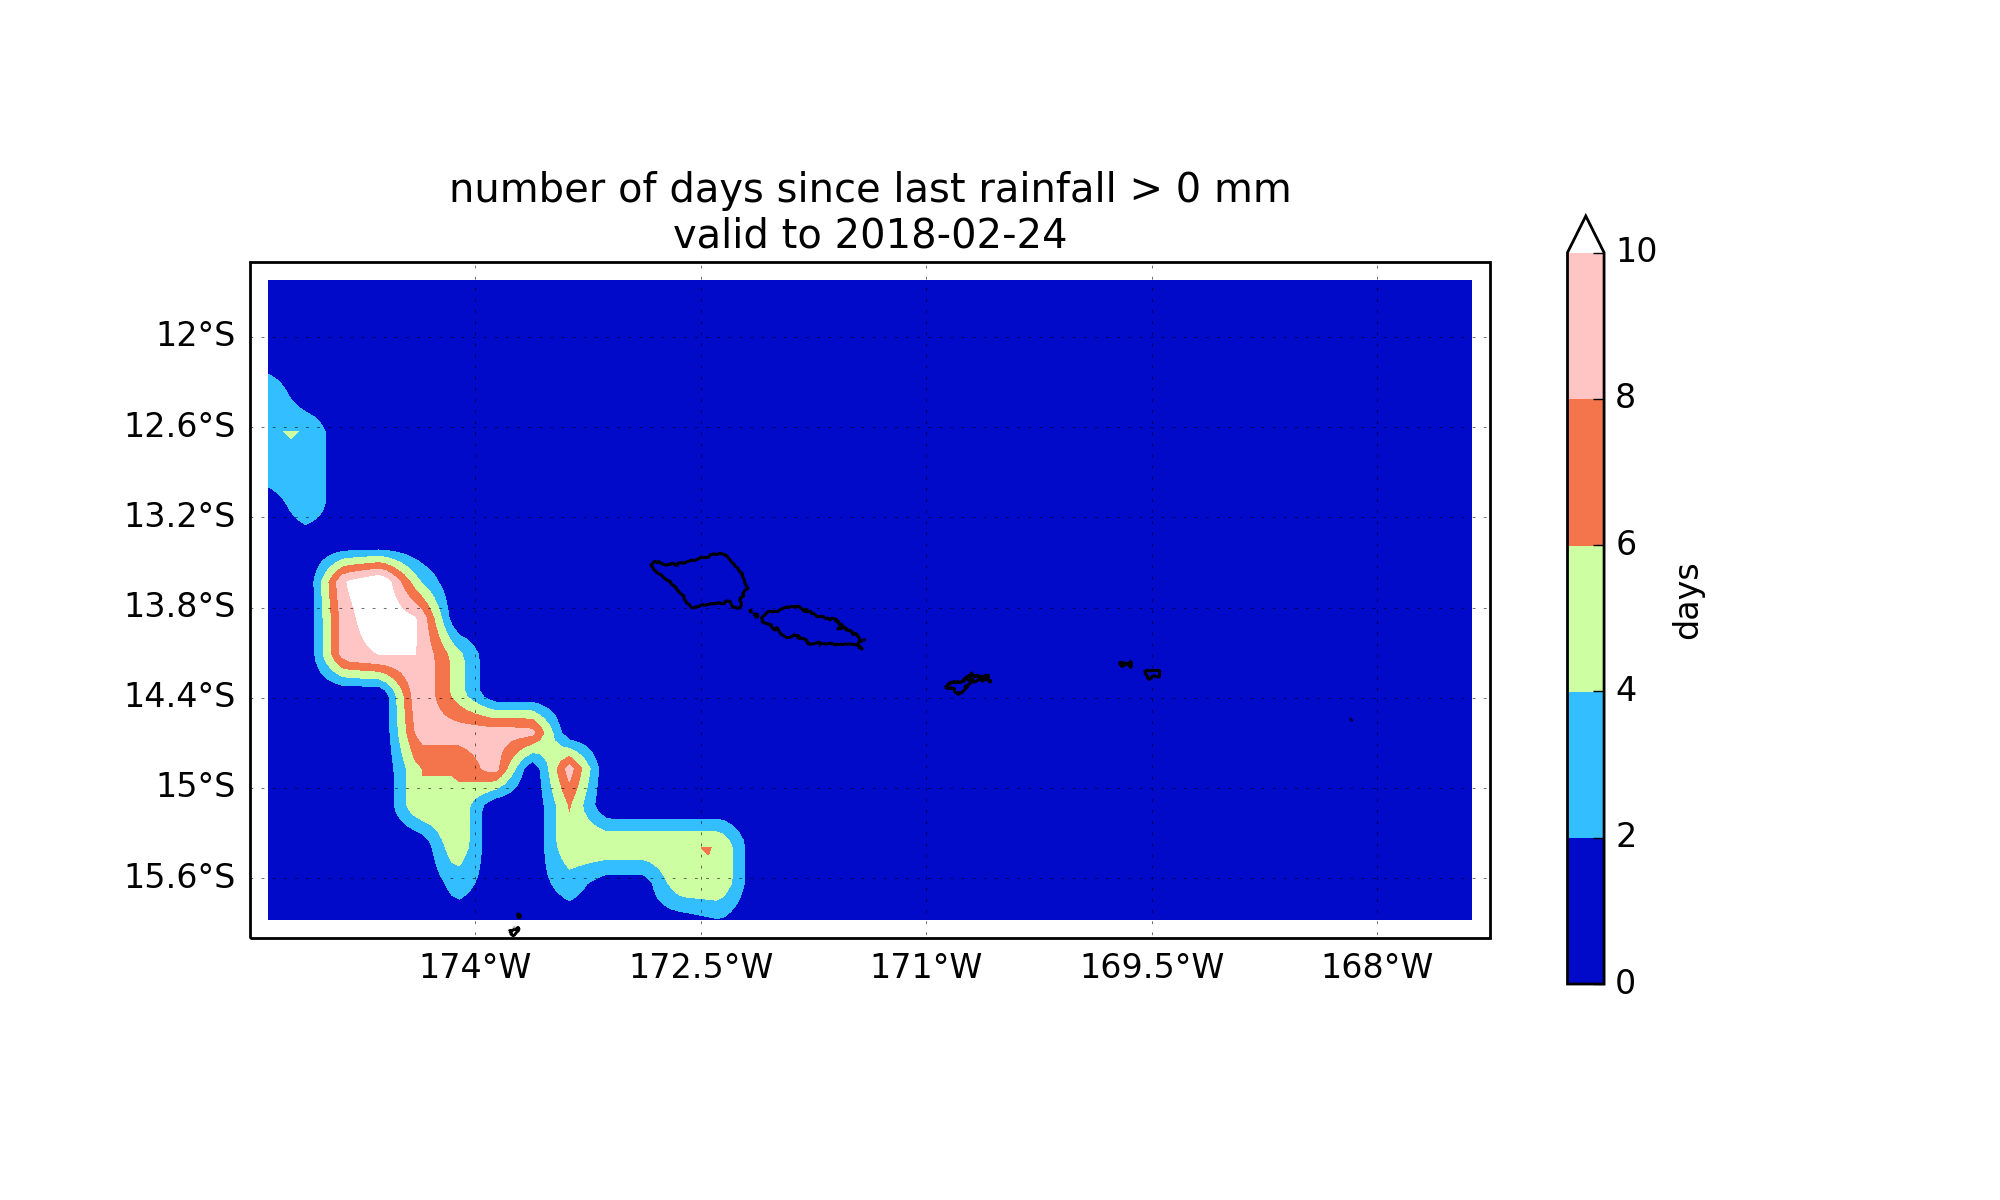 number of days since last rainfall > 0 mm
valid to 2018-02-24
12°S
12.6°S
13.2°S
13.8°S
14.4°S
15°S
15.6°S
174°W
172.5°W
171°W
169.5°W
168°W
10
8
6
4
2
0
days